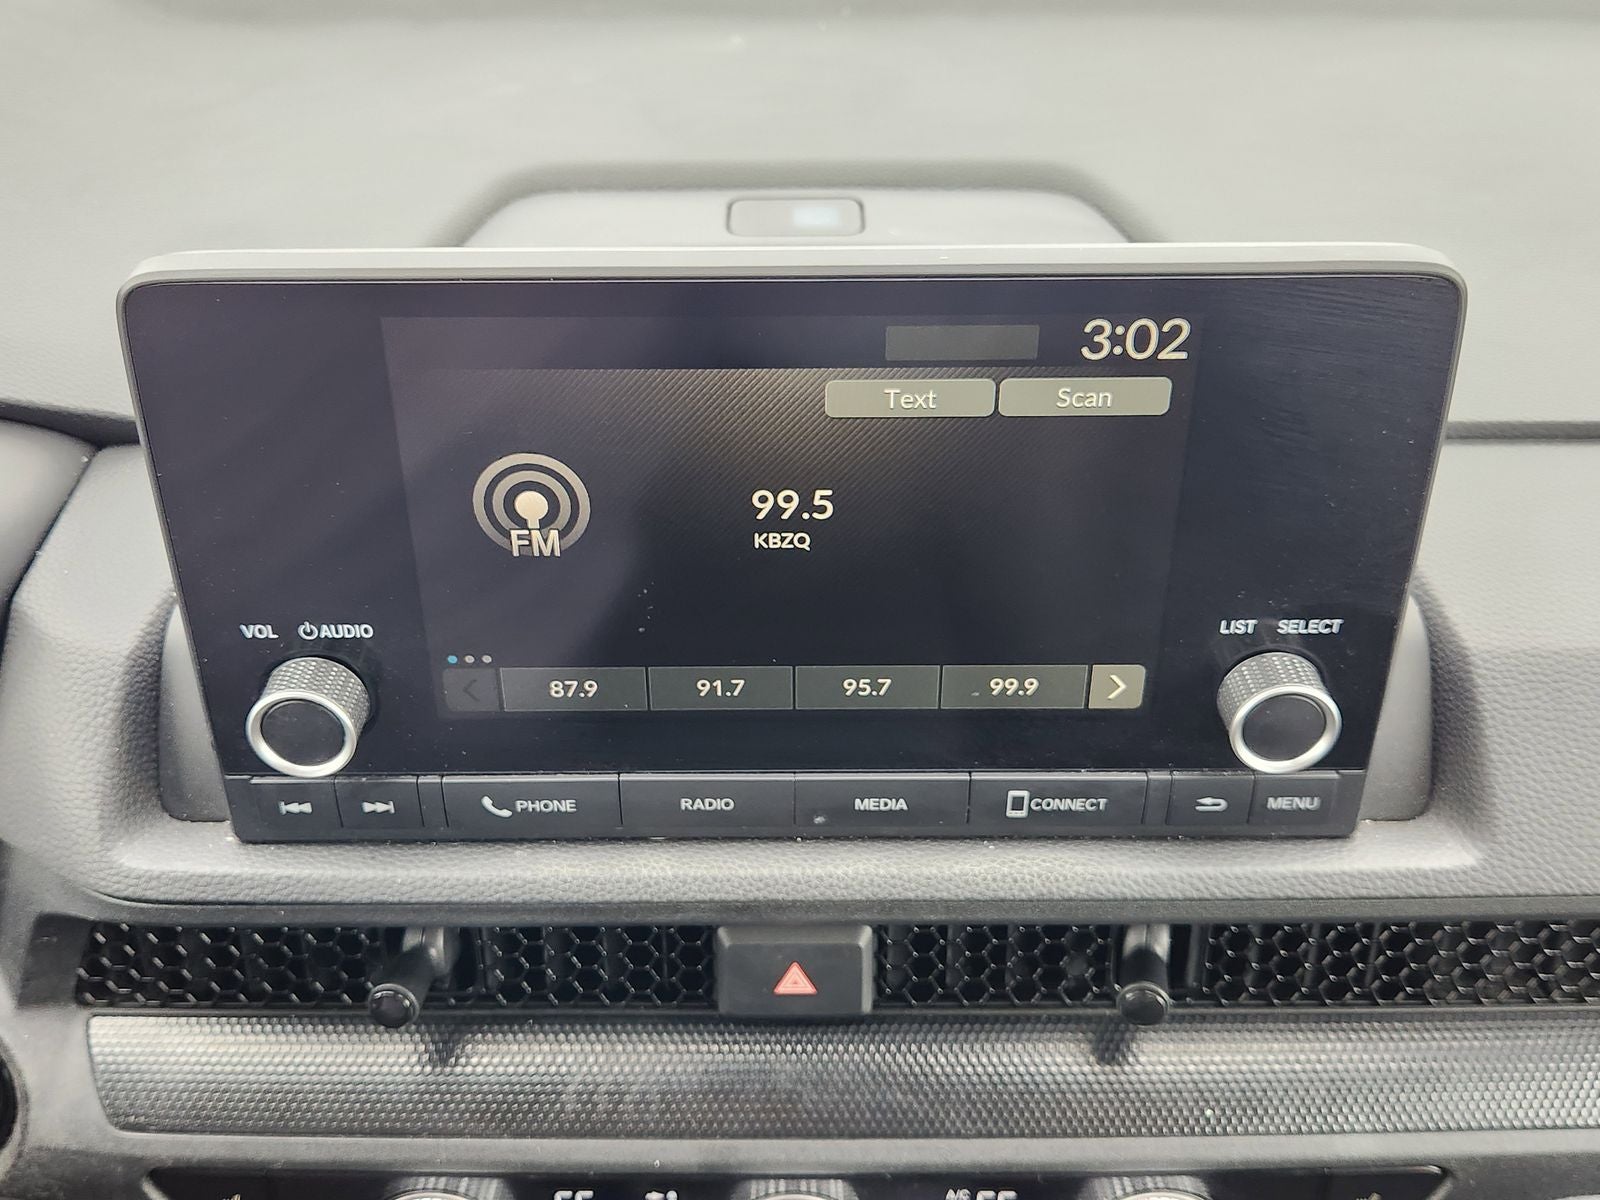 3:02
Text Scan
FM
99.5
KBZQ
VOL AUDIO
LIST SELECT
87.9 91.7 95.7 99.9
PHONE RADIO MEDIA CONNECT MENU
A/C